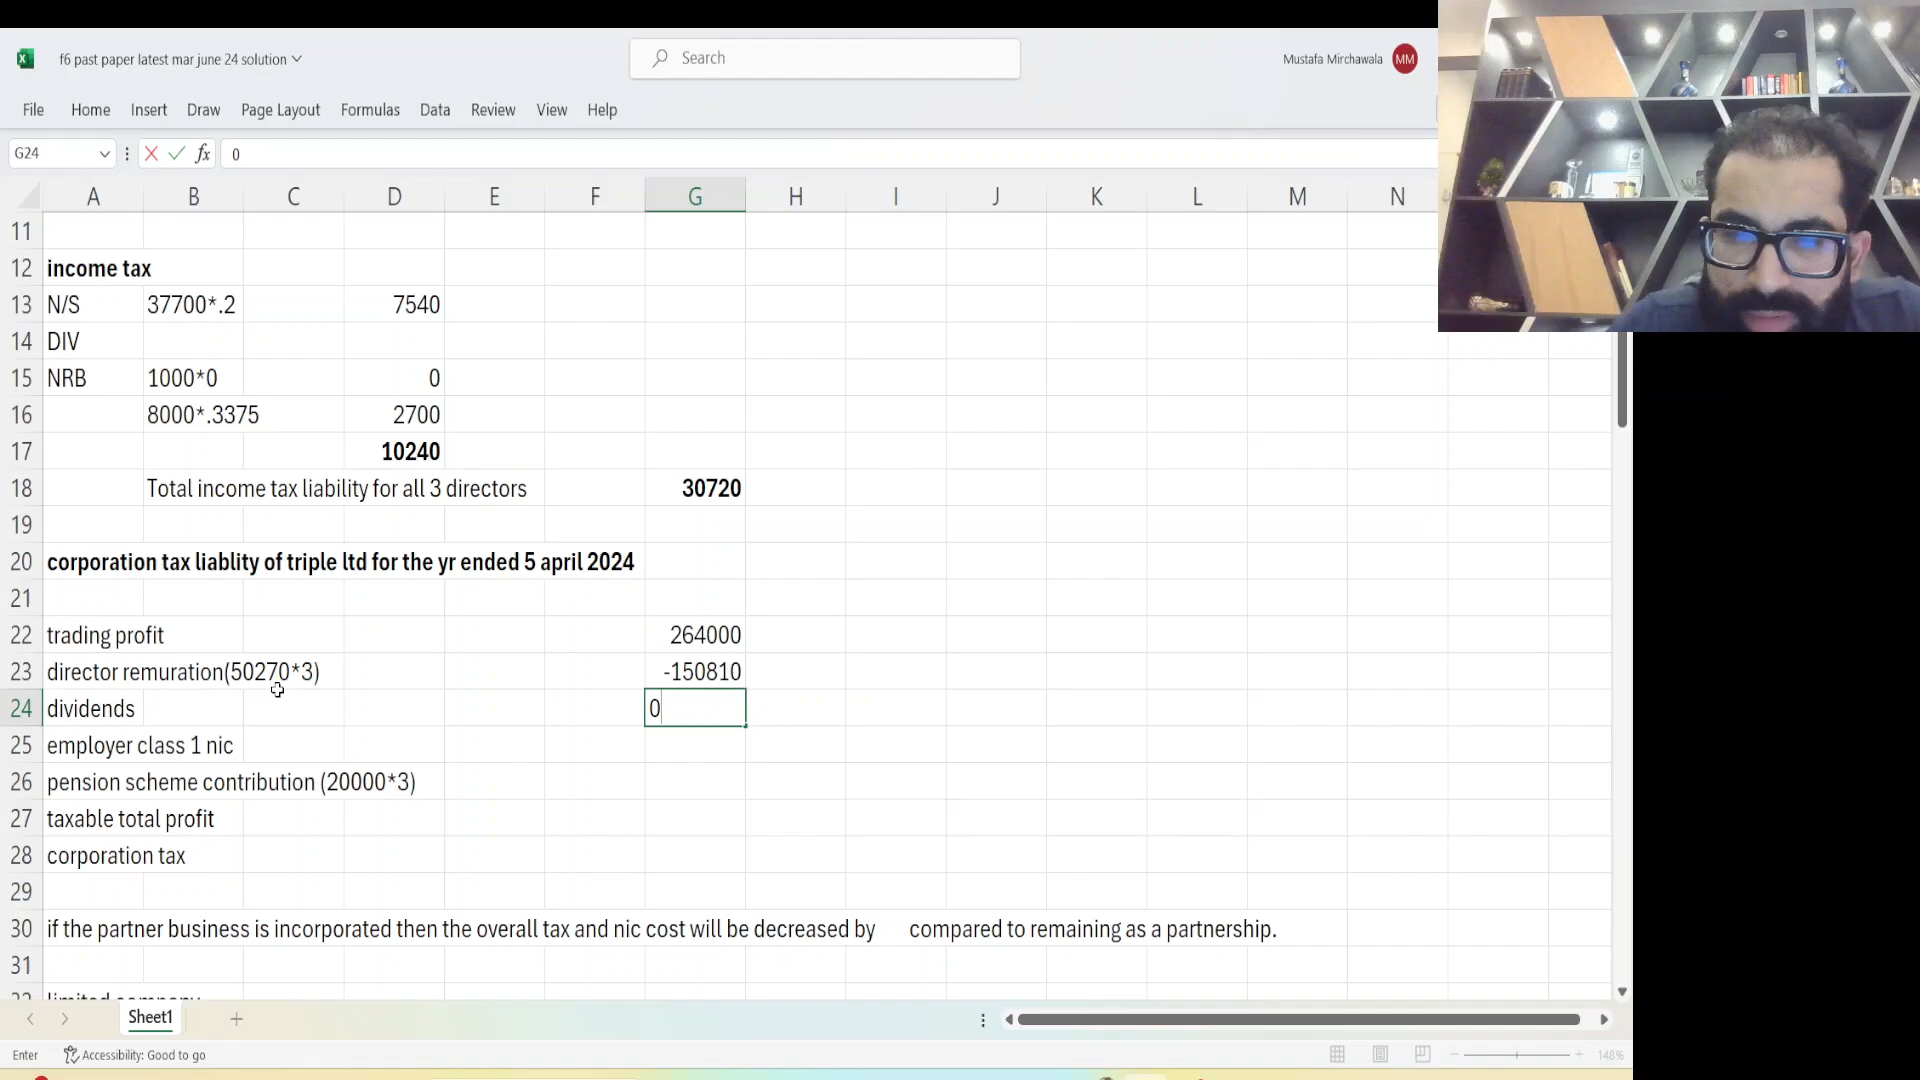 f6 past paper latest mar june 24 solution
Search
Mustafa Mirchawala MM
File Home Insert Draw Page Layout Formulas Data Review View Help
G24 fx 0
A B C D E F G H I J K L M N
11
12 income tax
13 N/S 37700*.2 7540
14 DIV
15 NRB 1000*0 0
16 8000*.3375 2700
17 10240
18 Total income tax liability for all 3 directors 30720
19
20 corporation tax liablity of triple ltd for the yr ended 5 april 2024
21
22 trading profit 264000
23 director remuration(50270*3) -150810
24 dividends 0
25 employer class 1 nic
26 pension scheme contribution (20000*3)
27 taxable total profit
28 corporation tax
29
30 if the partner business is incorporated then the overall tax and nic cost will be decreased by compared to remaining as a partnership.
31
32 limited company
Sheet1
Enter Accessibility: Good to go 148%